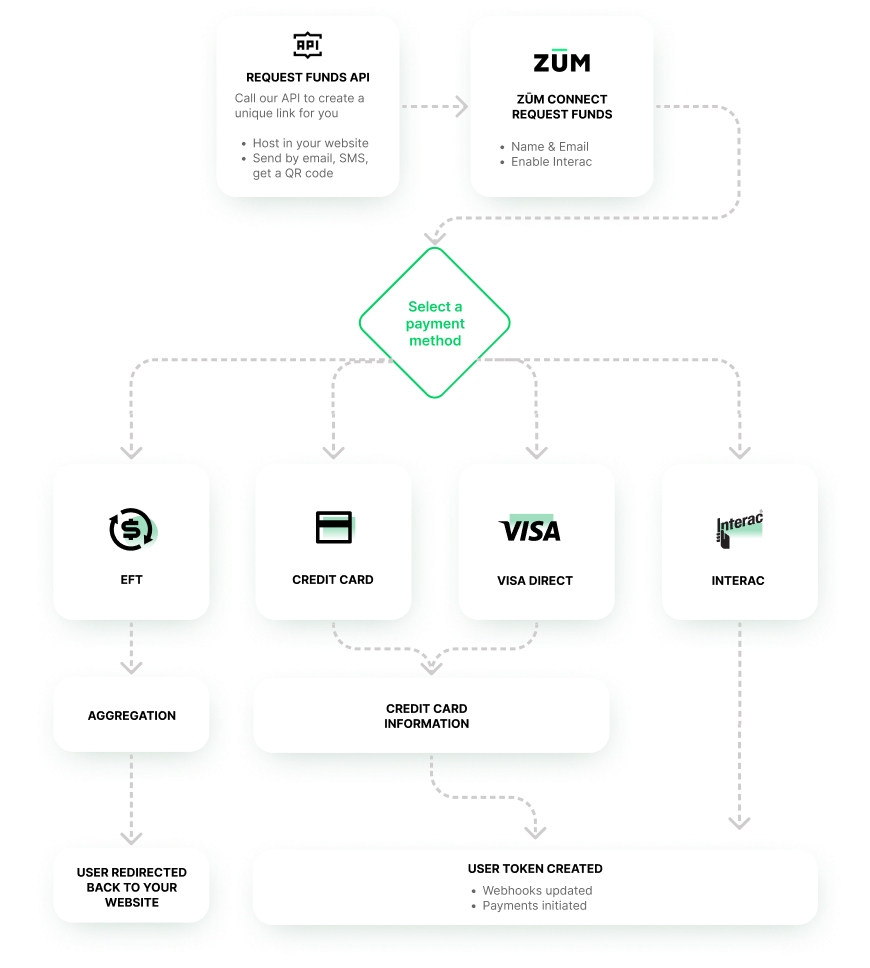 API
REQUEST FUNDS API
Call our API to create a
unique link for you
• Host in your website
• Send by email, SMS,
get a QR code
ZŪM
ZŪM CONNECT
REQUEST FUNDS
• Name & Email
• Enable Interac
Select a
payment
method
EFT
CREDIT CARD
VISA
VISA DIRECT
Interac
INTERAC
AGGREGATION
CREDIT CARD
INFORMATION
USER REDIRECTED
BACK TO YOUR
WEBSITE
USER TOKEN CREATED
• Webhooks updated
• Payments initiated